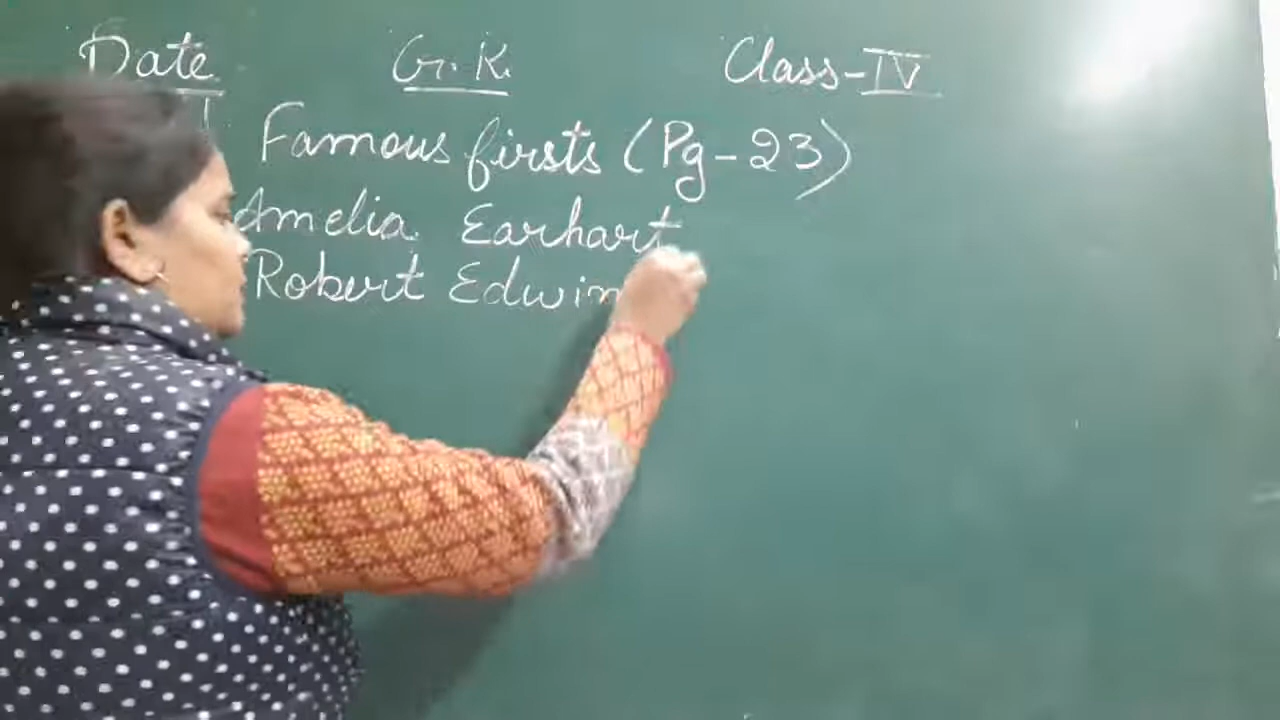 Date G.K. Class-IV
Famous firsts (Pg-23)
Amelia Earhart
Robert Edwin